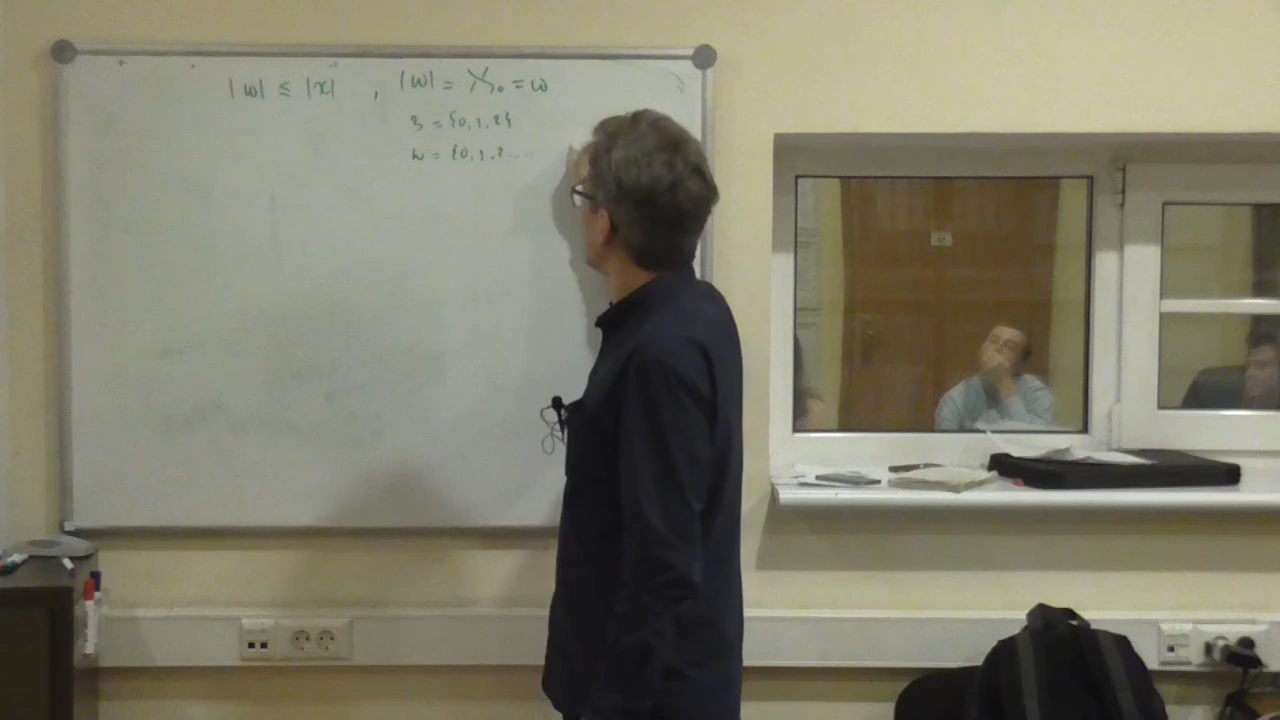 |ω| ≤ |x| , |ω| = ℵ₀ = ω
3 = {0, 1, 2}
ω = {0, 1, 2 ....